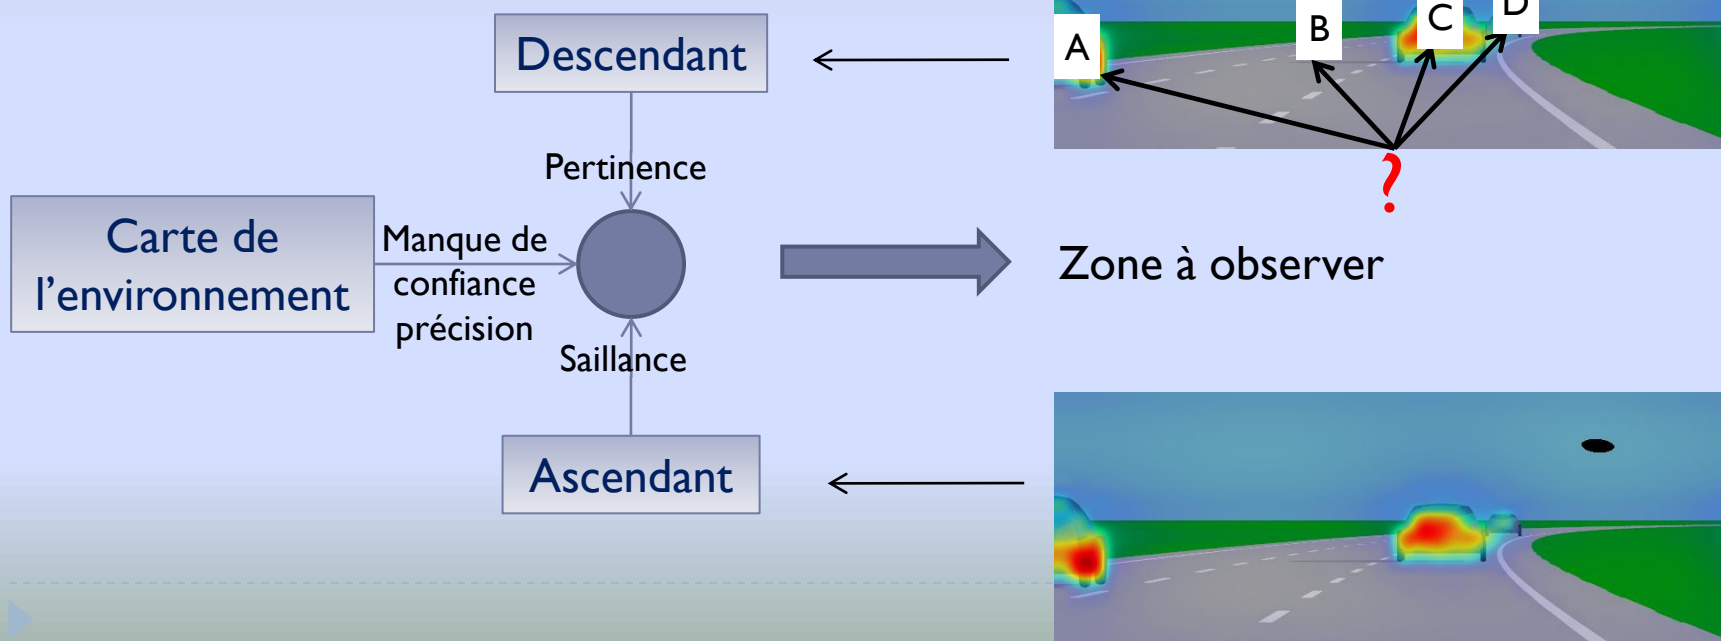 Descendant
A
B
C
D
Pertinence
?
Carte de
l'environnement
Manque de
confiance
précision
Zone à observer
Saillance
Ascendant